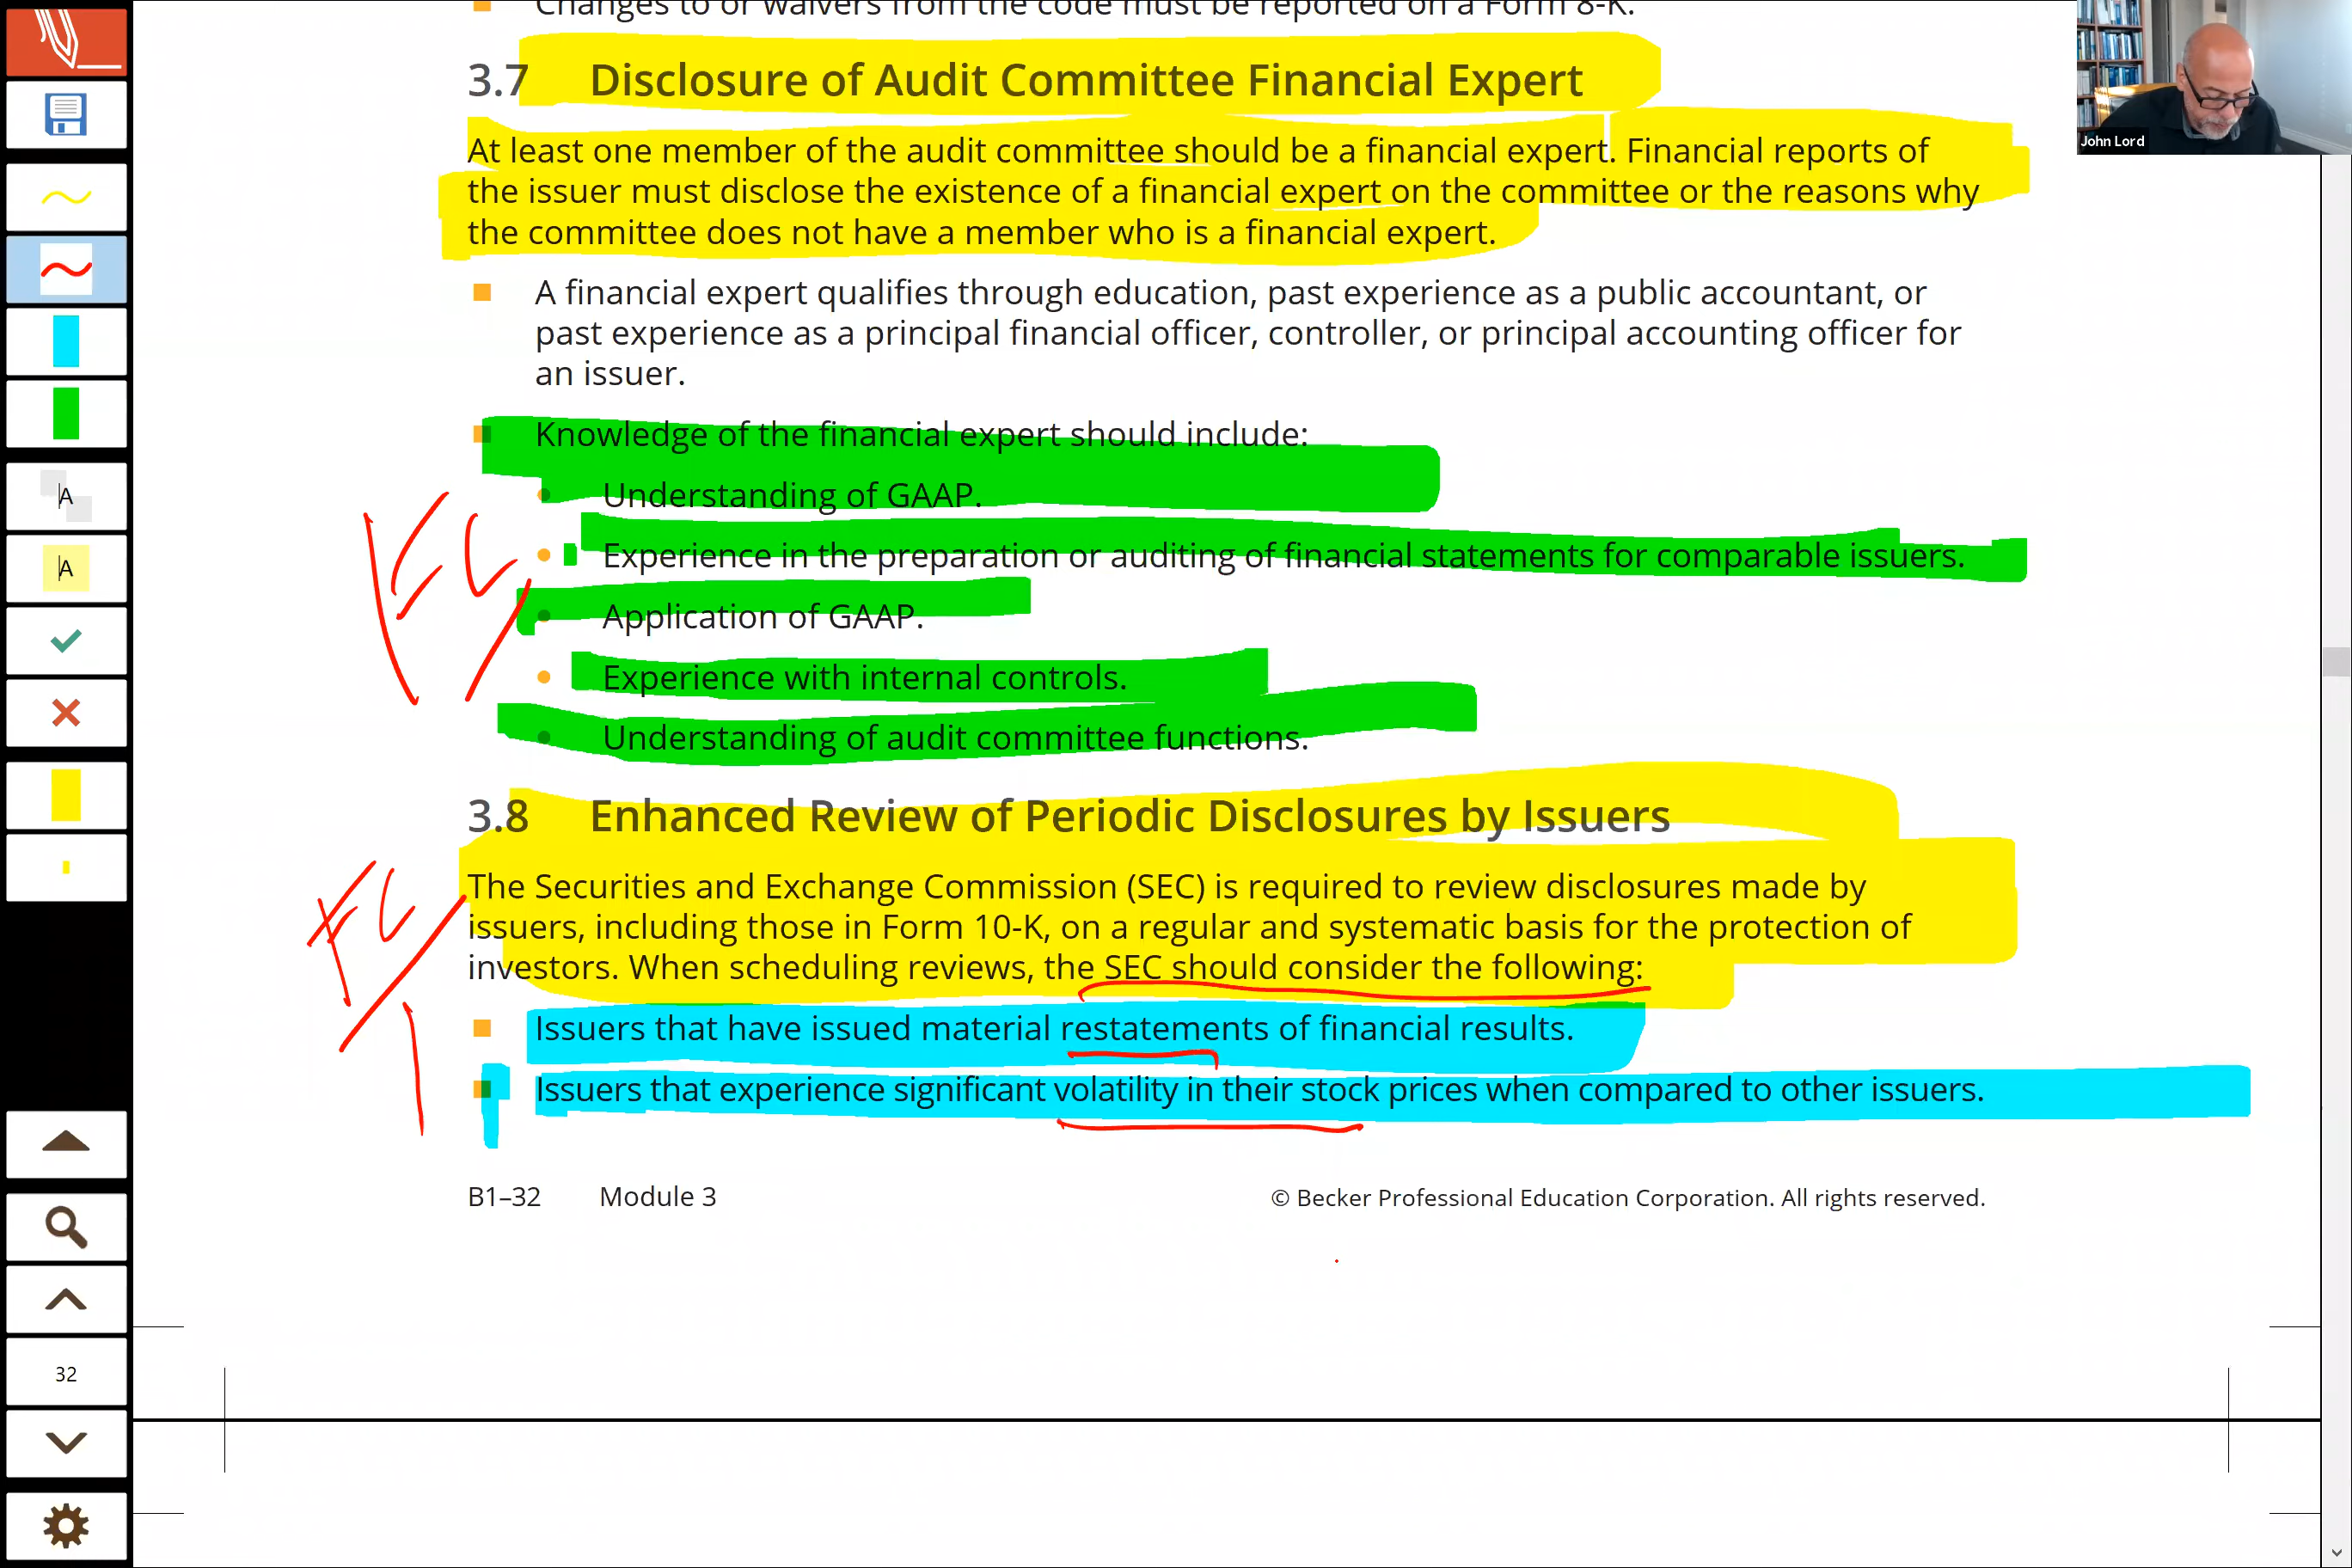 Changes to or waivers from the code must be reported on a Form 8-K.
3.7 Disclosure of Audit Committee Financial Expert
John Lord
At least one member of the audit committee should be a financial expert. Financial reports of
the issuer must disclose the existence of a financial expert on the committee or the reasons why
the committee does not have a member who is a financial expert.
A financial expert qualifies through education, past experience as a public accountant, or
past experience as a principal financial officer, controller, or principal accounting officer for
an issuer.
Knowledge of the financial expert should include:
Understanding of GAAP.
Experience in the preparation or auditing of financial statements for comparable issuers.
Application of GAAP.
Experience with internal controls.
Understanding of audit committee functions.
3.8 Enhanced Review of Periodic Disclosures by Issuers
The Securities and Exchange Commission (SEC) is required to review disclosures made by
issuers, including those in Form 10-K, on a regular and systematic basis for the protection of
investors. When scheduling reviews, the SEC should consider the following:
Issuers that have issued material restatements of financial results.
Issuers that experience significant volatility in their stock prices when compared to other issuers.
B1–32 Module 3 © Becker Professional Education Corporation. All rights reserved.
A
A
32